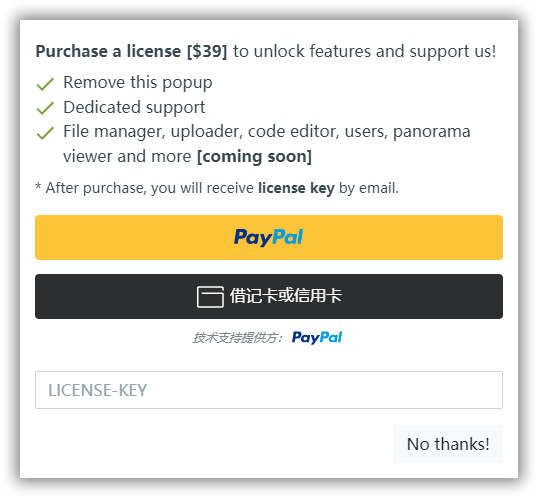 Purchase a license [$39] to unlock features and support us!
Remove this popup
Dedicated support
File manager, uploader, code editor, users, panorama
viewer and more [coming soon]
* After purchase, you will receive license key by email.
PayPal
借记卡或信用卡
技术支持提供方： PayPal
LICENSE-KEY
No thanks!